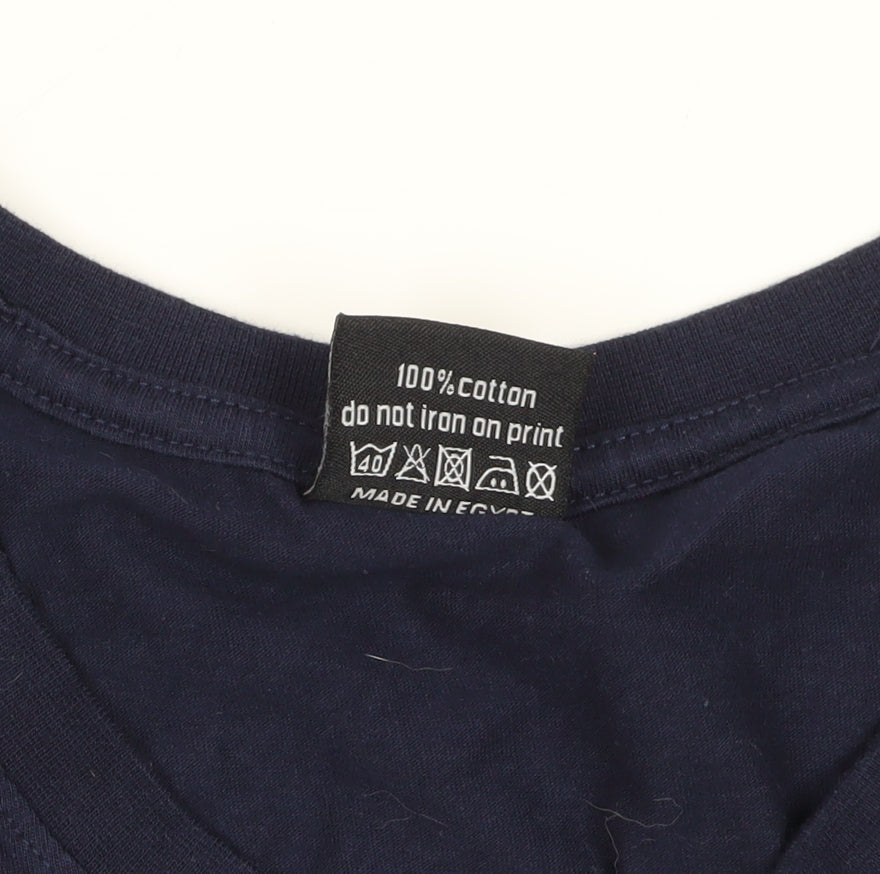 100% cotton
do not iron on print
40
MADE IN EGYPT